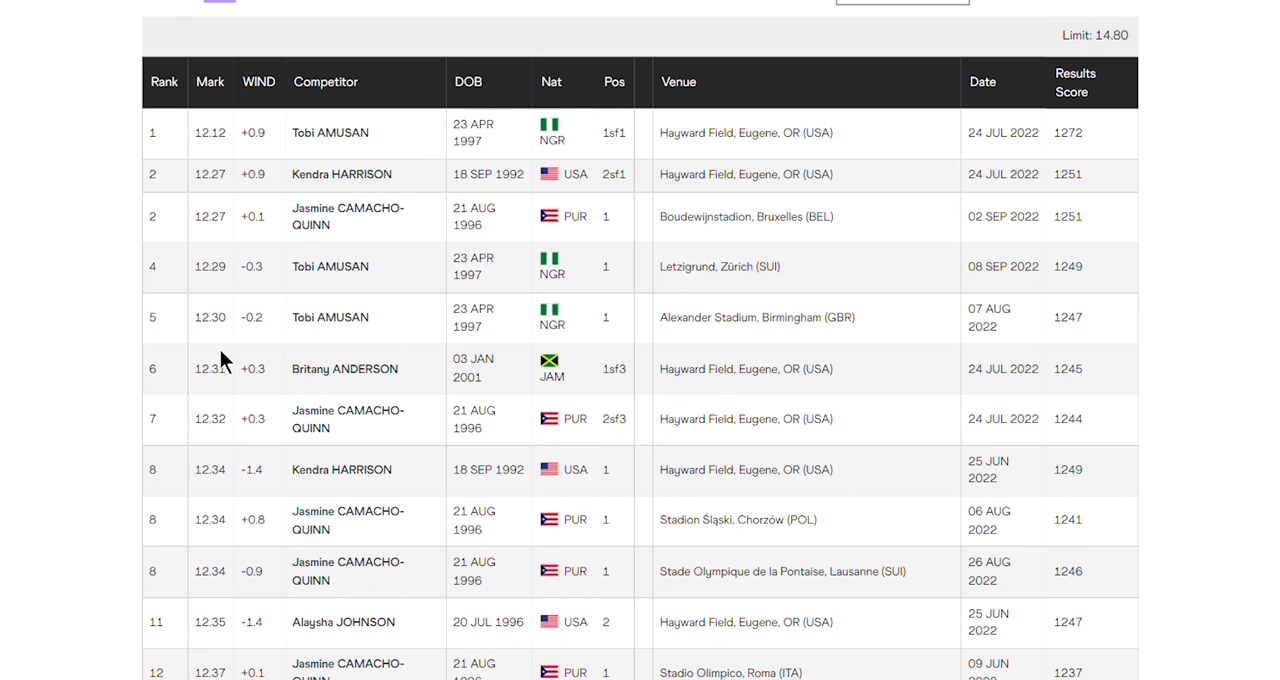 Limit: 14.80
Rank Mark WIND Competitor DOB Nat Pos Venue Date Results Score
1 12.12 +0.9 Tobi AMUSAN 23 APR 1997 NGR 1sf1 Hayward Field, Eugene, OR (USA) 24 JUL 2022 1272
2 12.27 +0.9 Kendra HARRISON 18 SEP 1992 USA 2sf1 Hayward Field, Eugene, OR (USA) 24 JUL 2022 1251
2 12.27 +0.1 Jasmine CAMACHO-QUINN 21 AUG 1996 PUR 1 Boudewijnstadion, Bruxelles (BEL) 02 SEP 2022 1251
4 12.29 -0.3 Tobi AMUSAN 23 APR 1997 NGR 1 Letzigrund, Zürich (SUI) 08 SEP 2022 1249
5 12.30 -0.2 Tobi AMUSAN 23 APR 1997 NGR 1 Alexander Stadium, Birmingham (GBR) 07 AUG 2022 1247
6 12.31 +0.3 Britany ANDERSON 03 JAN 2001 JAM 1sf3 Hayward Field, Eugene, OR (USA) 24 JUL 2022 1245
7 12.32 +0.3 Jasmine CAMACHO-QUINN 21 AUG 1996 PUR 2sf3 Hayward Field, Eugene, OR (USA) 24 JUL 2022 1244
8 12.34 -1.4 Kendra HARRISON 18 SEP 1992 USA 1 Hayward Field, Eugene, OR (USA) 25 JUN 2022 1249
8 12.34 +0.8 Jasmine CAMACHO-QUINN 21 AUG 1996 PUR 1 Stadion Śląski, Chorzów (POL) 06 AUG 2022 1241
8 12.34 -0.9 Jasmine CAMACHO-QUINN 21 AUG 1996 PUR 1 Stade Olympique de la Pontaise, Lausanne (SUI) 26 AUG 2022 1246
11 12.35 -1.4 Alaysha JOHNSON 20 JUL 1996 USA 2 Hayward Field, Eugene, OR (USA) 25 JUN 2022 1247
12 12.37 +0.1 Jasmine CAMACHO- 21 AUG PUR 1 Stadio Olimpico, Roma (ITA) 09 JUN 1237